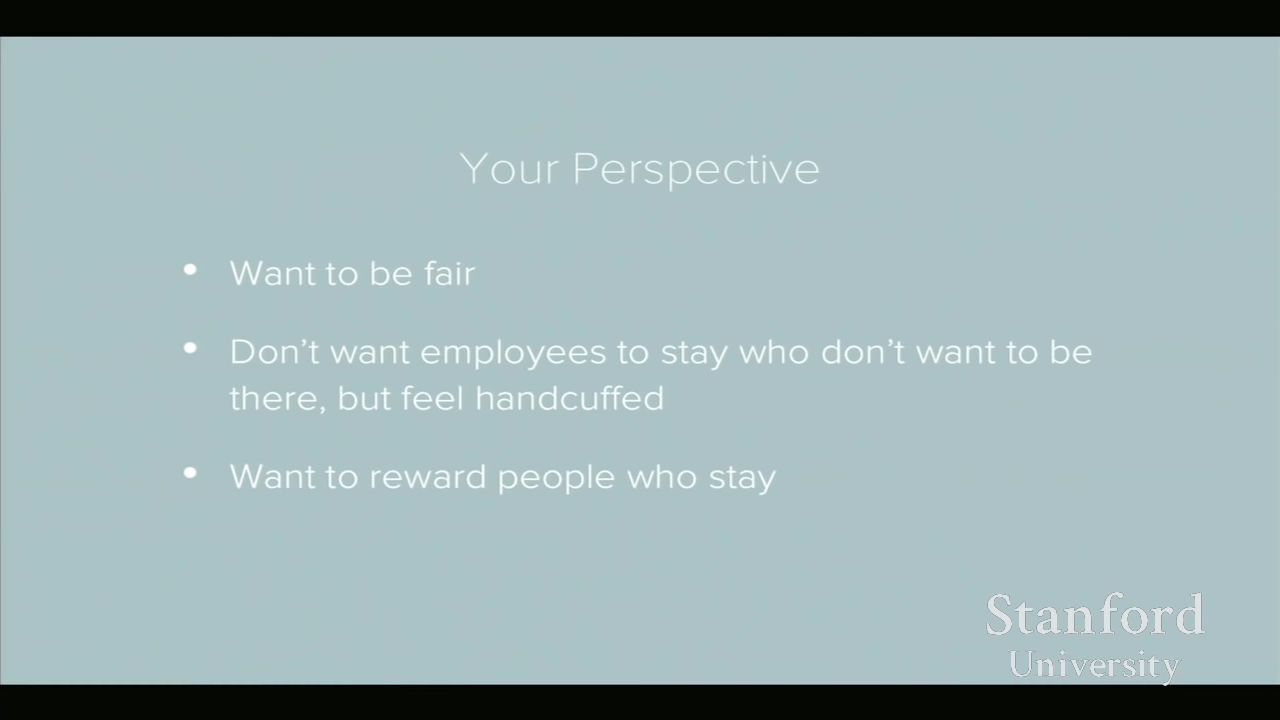 Your Perspective
• Want to be fair
• Don’t want employees to stay who don’t want to be
there, but feel handcuffed
• Want to reward people who stay
Stanford
University